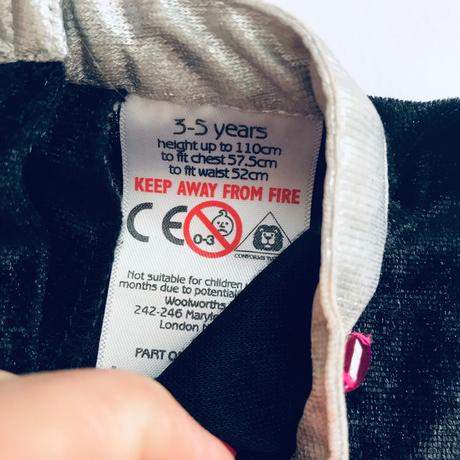 3-5 years
height up to 110cm
to fit chest 57.5cm
to fit waist 52cm
KEEP AWAY FROM FIRE
CE 0-3
CONFORMS
Not suitable for children
months due to potential
Woolworths
242-246
London
PART